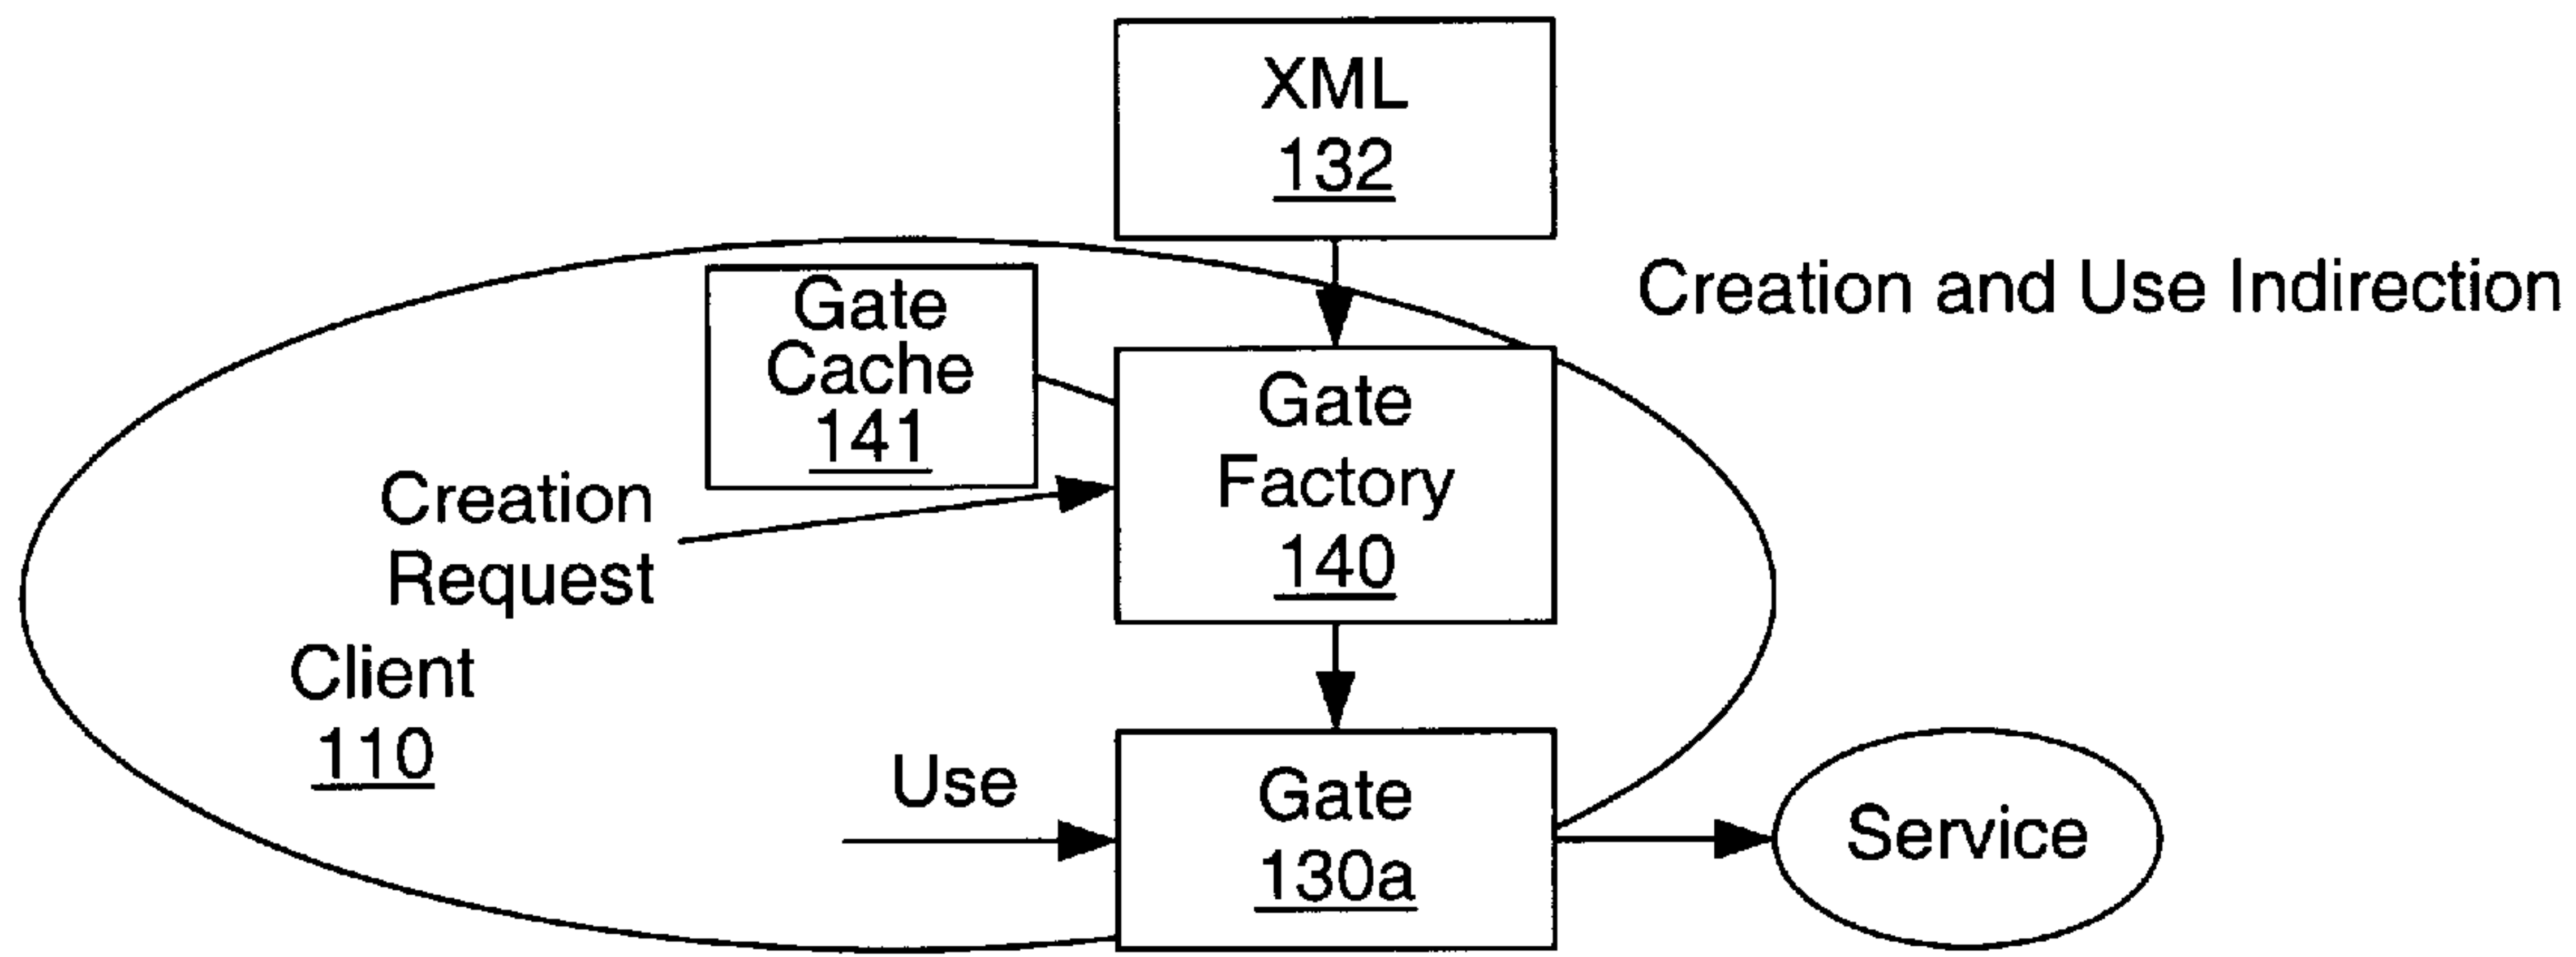 XML
132
Creation and Use Indirection
Gate
Cache
141
Gate
Factory
140
Creation
Request
Client
110
Use
Gate
130a
Service